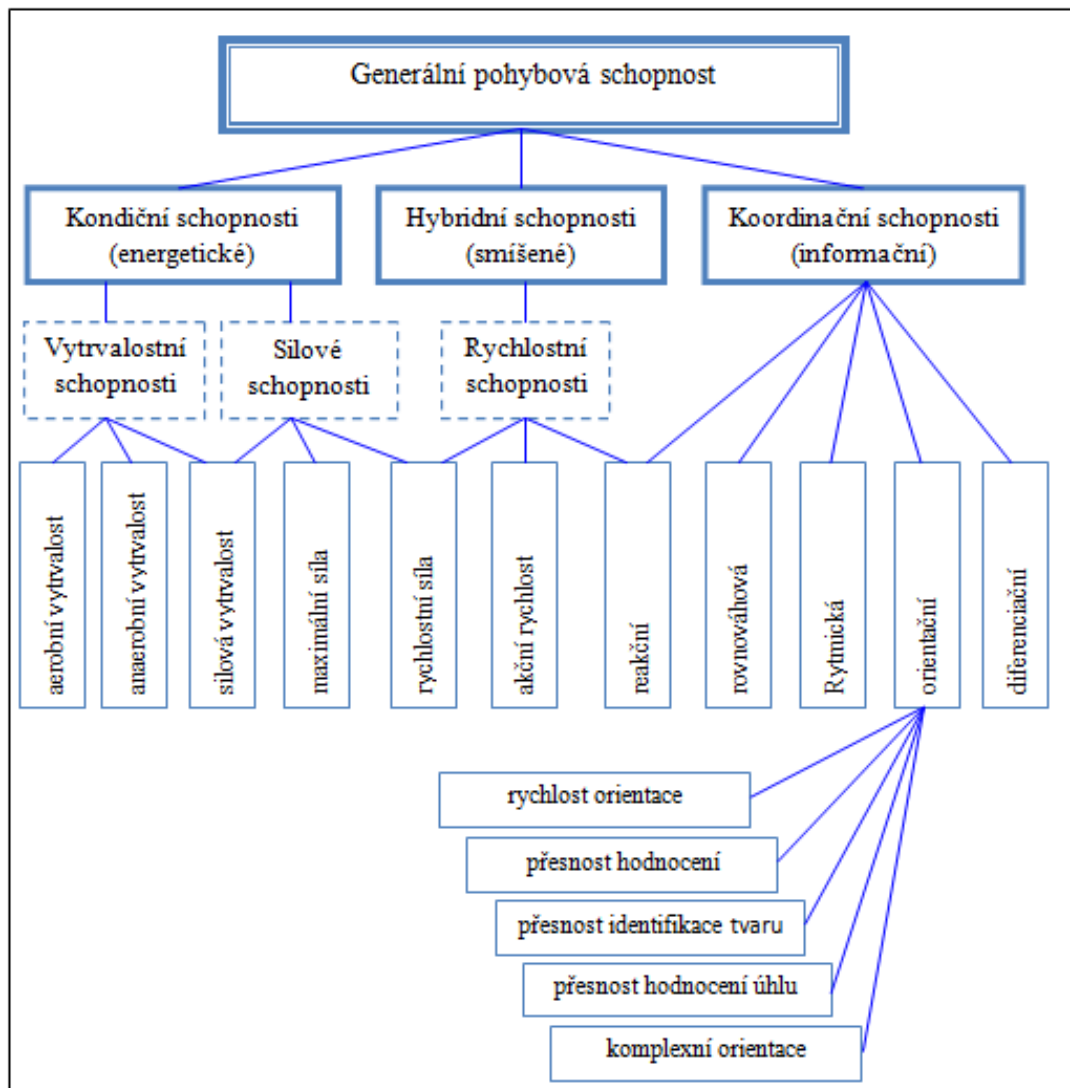 Generální pohybová schopnost
Kondiční schopnosti
(energetické)
Hybridní schopnosti
(smíšené)
Koordinační schopnosti
(informační)
Vytrvalostní
schopnosti
Silové
schopnosti
Rychlostní
schopnosti
aerobní vytrvalost
anaerobní vytrvalost
silová vytrvalost
maximální síla
rychlostní síla
akční rychlost
reakční
rovnováhová
Rytmická
orientační
diferenciační
rychlost orientace
přesnost hodnocení
přesnost identifikace tvaru
přesnost hodnocení úhlu
komplexní orientace